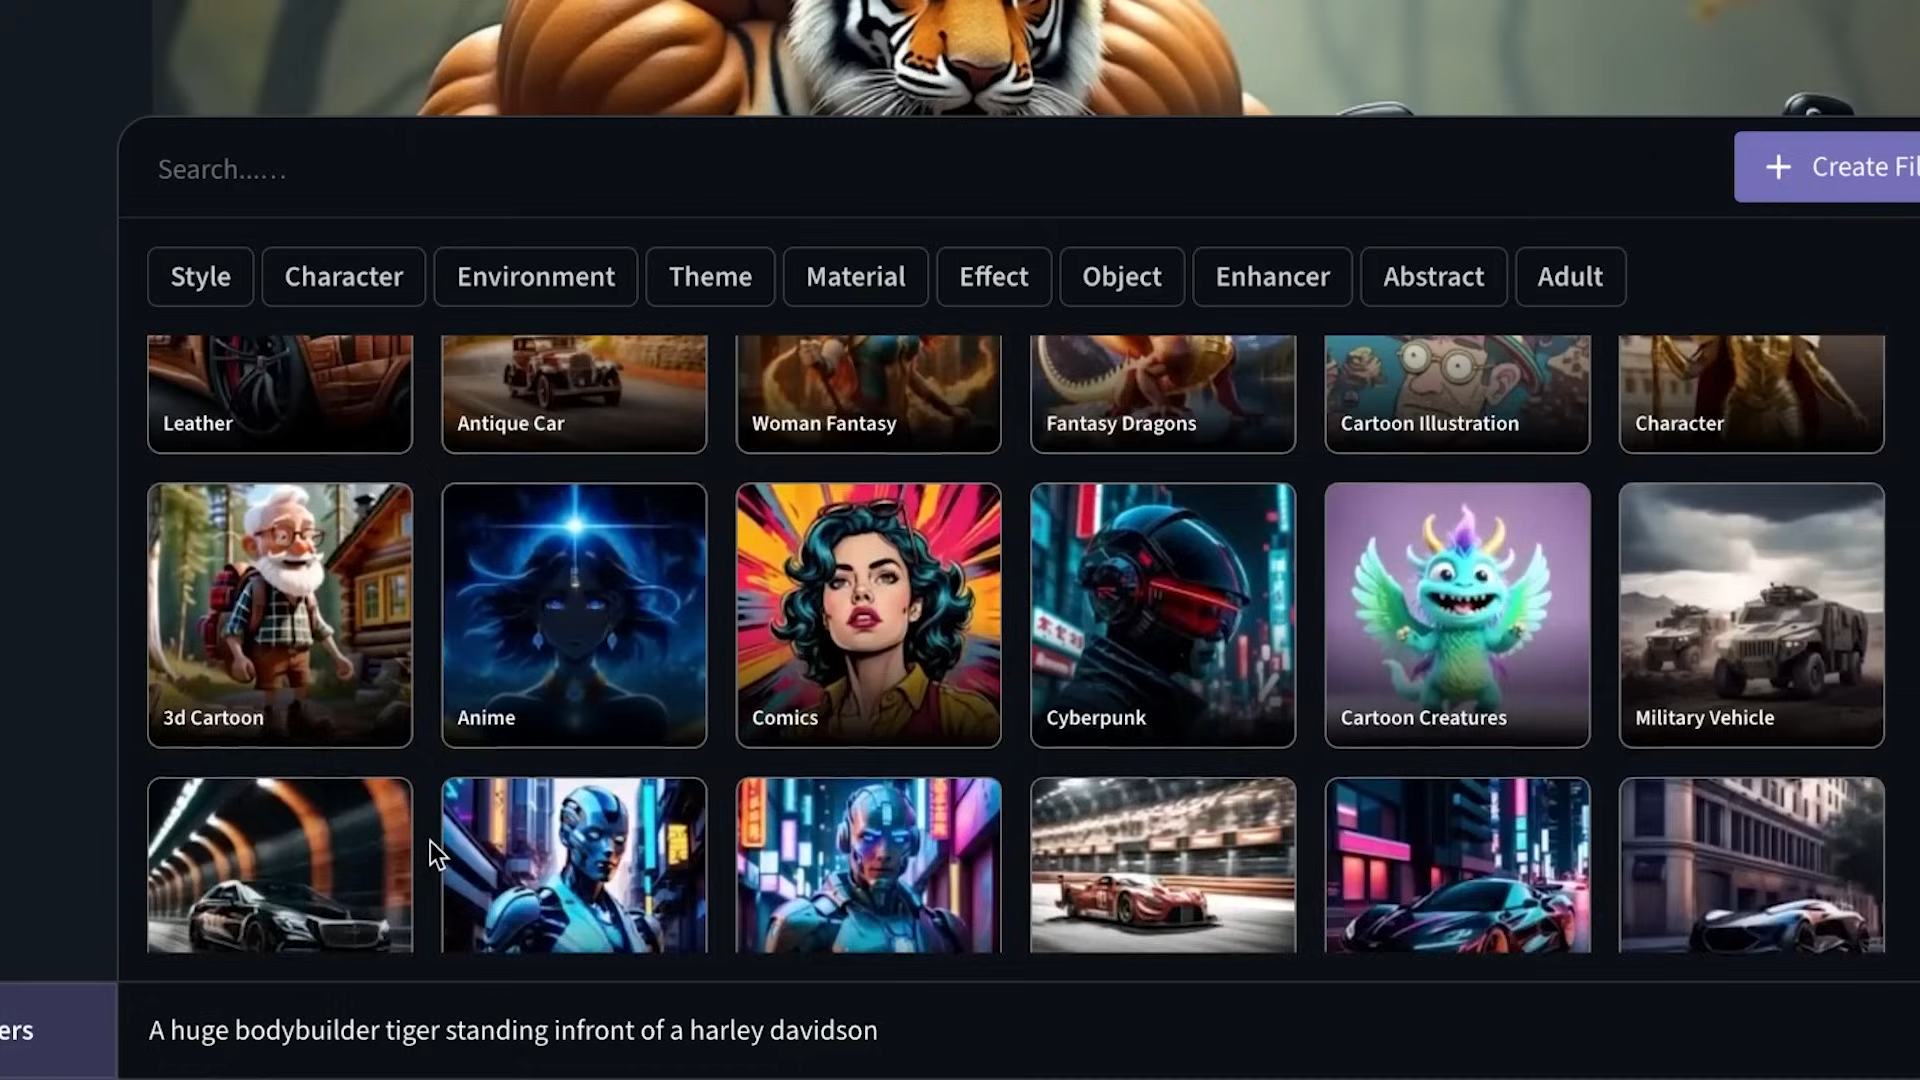 Search......
+ Create Fil
Style
Character
Environment
Theme
Material
Effect
Object
Enhancer
Abstract
Adult
Leather
Antique Car
Woman Fantasy
Fantasy Dragons
Cartoon Illustration
Character
3d Cartoon
Anime
Comics
Cyberpunk
Cartoon Creatures
Military Vehicle
ers
A huge bodybuilder tiger standing infront of a harley davidson